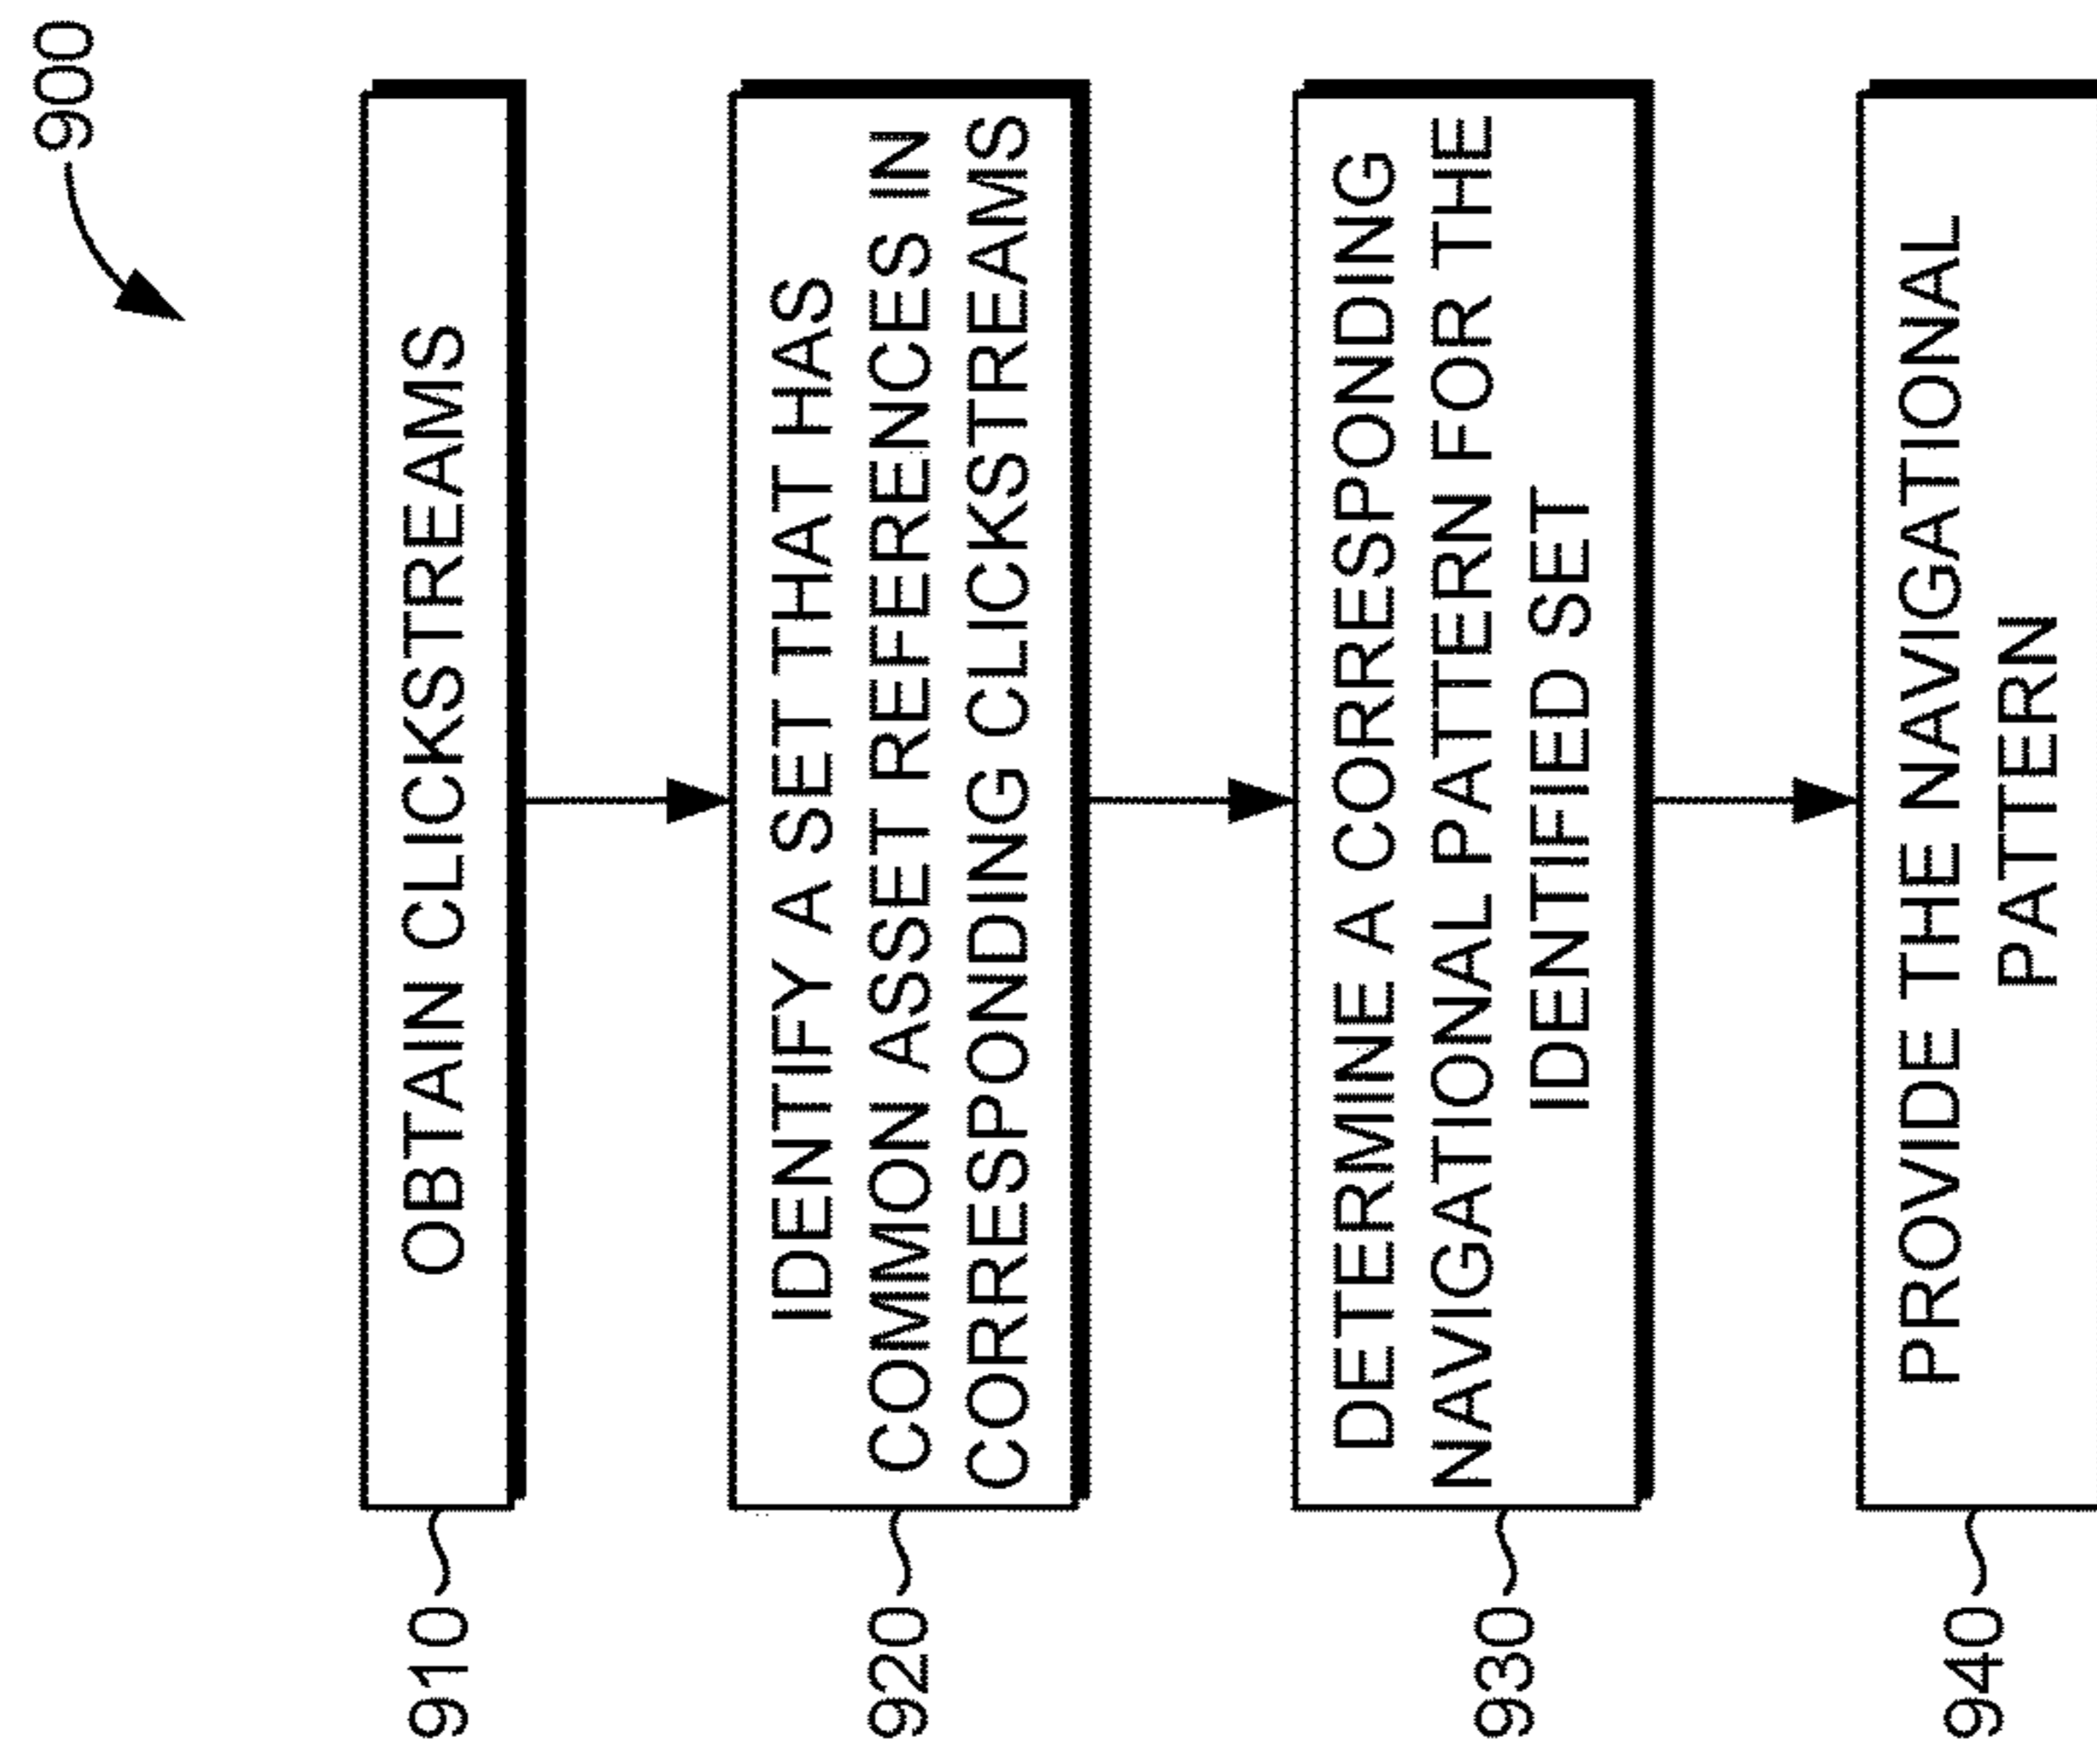 900
910
OBTAIN CLICKSTREAMS
920
IDENTIFY A SET THAT HAS
COMMON ASSET REFERENCES IN
CORRESPONDING CLICKSTREAMS
930
DETERMINE A CORRESPONDING
NAVIGATIONAL PATTERN FOR THE
IDENTIFIED SET
940
PROVIDE THE NAVIGATIONAL
PATTERN